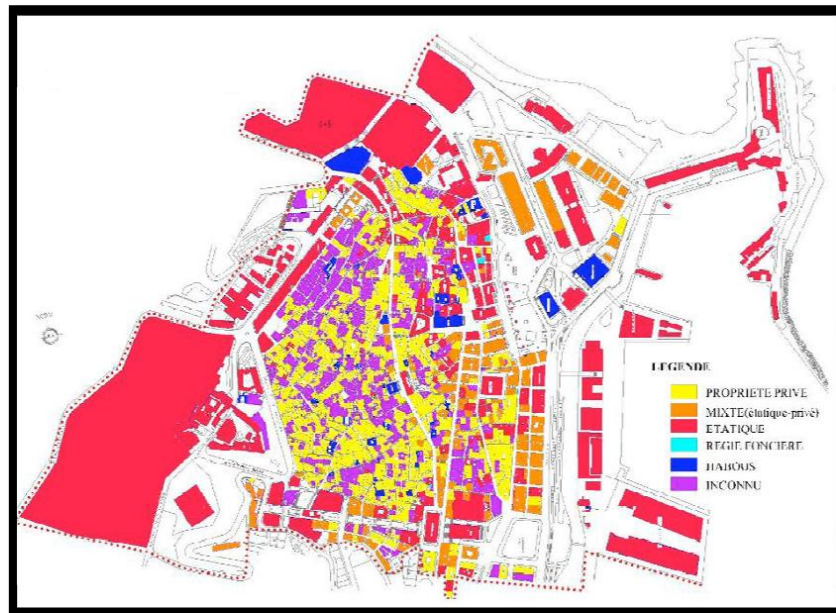 LEGENDE
PROPRIETE PRIVE
MIXTE(étatique-privé)
ETATIQUE
REGIE FONCIERE
HABOUS
INCONNU